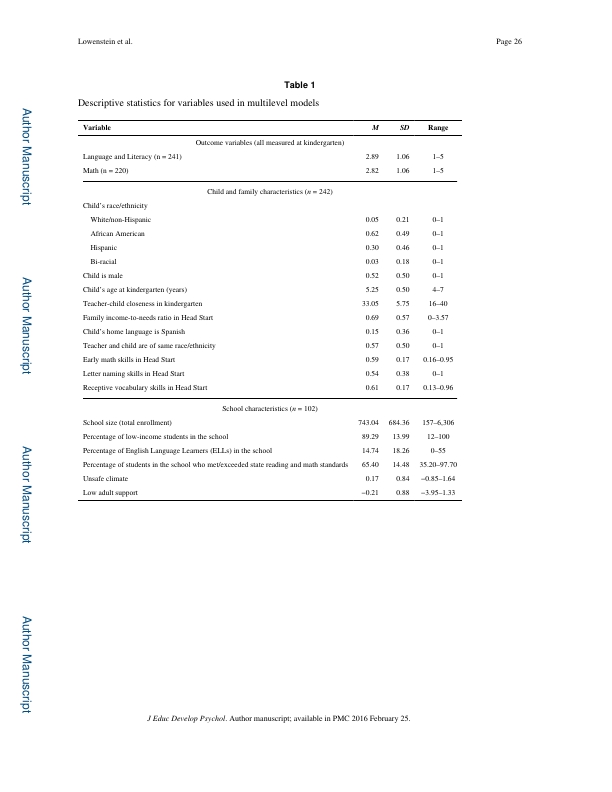 Lowenstein et al. Page 26
Table 1
Descriptive statistics for variables used in multilevel models
Variable M SD Range
Outcome variables (all measured at kindergarten)
Language and Literacy (n = 241) 2.89 1.06 1–5
Math (n = 220) 2.82 1.06 1–5
Child and family characteristics (n = 242)
Child's race/ethnicity
White/non-Hispanic 0.05 0.21 0–1
African American 0.62 0.49 0–1
Hispanic 0.30 0.46 0–1
Bi-racial 0.03 0.18 0–1
Child is male 0.52 0.50 0–1
Child's age at kindergarten (years) 5.25 0.50 4–7
Teacher-child closeness in kindergarten 33.05 5.75 16–40
Family income-to-needs ratio in Head Start 0.69 0.57 0–3.57
Child's home language is Spanish 0.15 0.36 0–1
Teacher and child are of same race/ethnicity 0.57 0.50 0–1
Early math skills in Head Start 0.59 0.17 0.16–0.95
Letter naming skills in Head Start 0.54 0.38 0–1
Receptive vocabulary skills in Head Start 0.61 0.17 0.13–0.96
School characteristics (n = 102)
School size (total enrollment) 743.04 684.36 157–6,306
Percentage of low-income students in the school 89.29 13.99 12–100
Percentage of English Language Learners (ELLs) in the school 14.74 18.26 0–55
Percentage of students in the school who met/exceeded state reading and math standards 65.40 14.48 35.20–97.70
Unsafe climate 0.17 0.84 −0.85–1.64
Low adult support −0.21 0.88 −3.95–1.33
J Educ Develop Psychol. Author manuscript; available in PMC 2016 February 25.
Author Manuscript
Author Manuscript
Author Manuscript
Author Manuscript